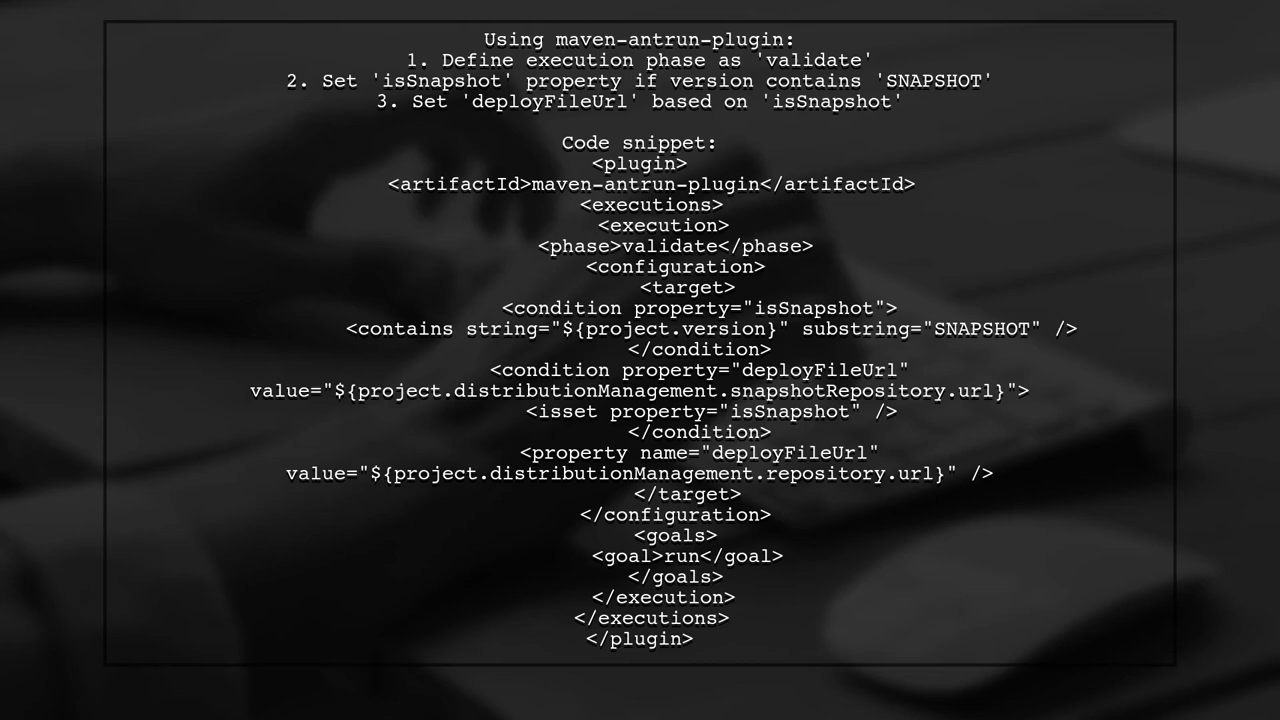 Using maven-antrun-plugin:
1. Define execution phase as 'validate'
2. Set 'isSnapshot' property if version contains 'SNAPSHOT'
3. Set 'deployFileUrl' based on 'isSnapshot'
Code snippet:
<plugin>
<artifactId>maven-antrun-plugin</artifactId>
<executions>
<execution>
<phase>validate</phase>
<configuration>
<target>
<condition property="isSnapshot">
<contains string="${project.version}" substring="SNAPSHOT" />
</condition>
<condition property="deployFileUrl"
value="${project.distributionManagement.snapshotRepository.url}">
<isset property="isSnapshot" />
</condition>
<property name="deployFileUrl"
value="${project.distributionManagement.repository.url}" />
</target>
</configuration>
<goals>
<goal>run</goal>
</goals>
</execution>
</executions>
</plugin>